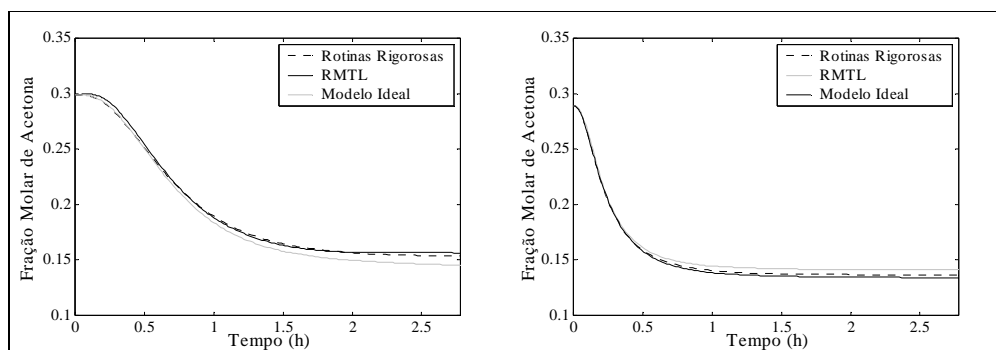 Fração Molar de Acetona
0.35
0.3
0.25
0.2
0.15
0.1
0
0.5
1
1.5
2
2.5
Tempo (h)
Rotinas Rigorosas
RMTL
Modelo Ideal
Fração Molar de Acetona
0.35
0.3
0.25
0.2
0.15
0.1
0
0.5
1
1.5
2
2.5
Tempo (h)
Rotinas Rigorosas
RMTL
Modelo Ideal